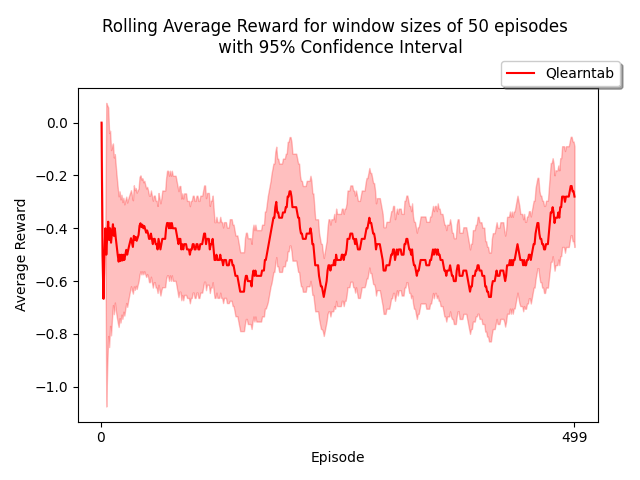 Rolling Average Reward for window sizes of 50 episodes
with 95% Confidence Interval
Qlearntab
Average Reward
0.0
−0.2
−0.4
−0.6
−0.8
−1.0
0
499
Episode